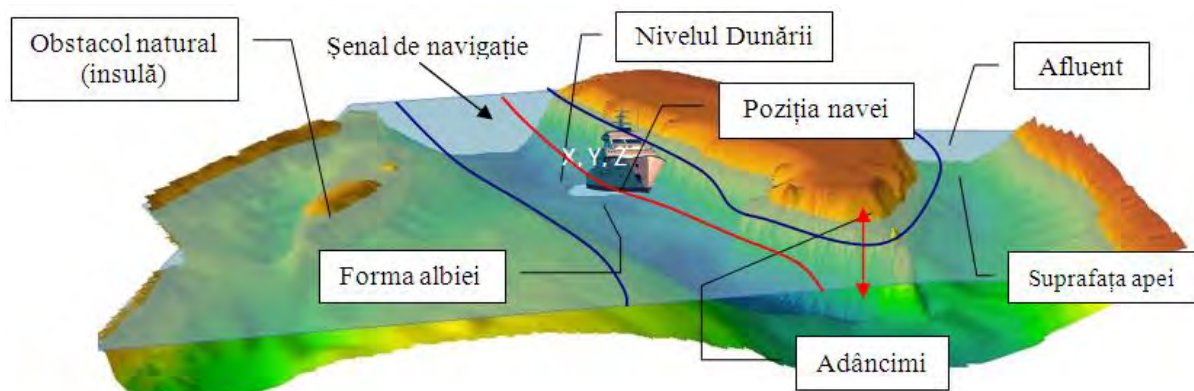 Obstacol natural
(insulă)
Șenal de navigație
Nivelul Dunării
Afluent
Poziția navei
X,Y,Z
Forma albiei
Suprafața apei
Adâncimi